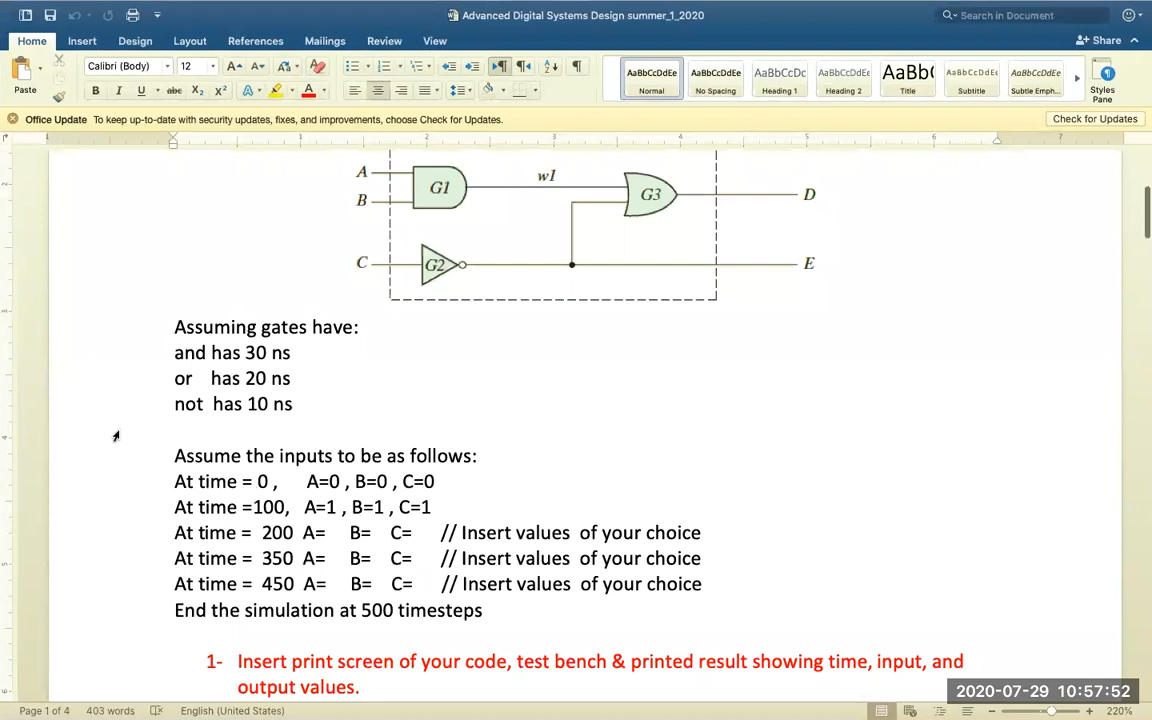 Advanced Digital Systems Design summer_1_2020
Search in Document
Home Insert Design Layout References Mailings Review View
Share
Paste
Calibri (Body) 12
AaBbCcDdEe AaBbCcDdEe AaBbCcDc AaBbCcDdEe AaBb( AaBbCcDdEe AaBbCcDdEe
Normal No Spacing Heading 1 Heading 2 Title Subtitle Subtle Emph...
Styles Pane
Office Update To keep up-to-date with security updates, fixes, and improvements, choose Check for Updates.
Check for Updates
1 1 2 3 4 5 6 7
A
B
G1
w1
G3
D
C
G2
E
Assuming gates have:
and has 30 ns
or has 20 ns
not has 10 ns
Assume the inputs to be as follows:
At time = 0 , A=0 , B=0 , C=0
At time =100, A=1 , B=1 , C=1
At time = 200 A= B= C= // Insert values of your choice
At time = 350 A= B= C= // Insert values of your choice
At time = 450 A= B= C= // Insert values of your choice
End the simulation at 500 timesteps
1- Insert print screen of your code, test bench & printed result showing time, input, and
output values.
2020-07-29 10:57:52
Page 1 of 4 403 words English (United States)
220%